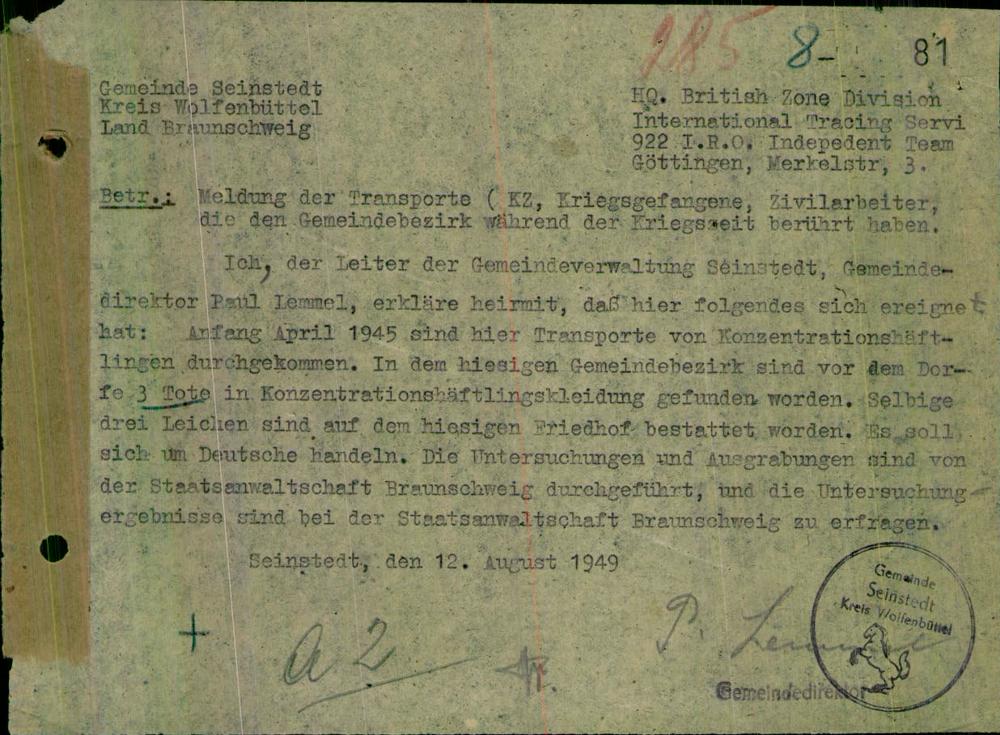 285 8- 81
Gemeinde Seinstedt
Kreis Wolfenbüttel
Land Braunschweig
HQ. British Zone Division
International Tracing Servi
922 I.R.O. Indepedent Team
Göttingen, Merkelstr, 3.
Betr.: Meldung der Transporte ( KZ, Kriegsgefangene, Zivilarbeiter,
die den Gemeindebezirk während der Kriegszeit berührt haben.
Ich, der Leiter der Gemeindeverwaltung Seinstedt, Gemeinde-
direktor Paul Lemmel, erkläre heirmit, daß hier folgendes sich ereignet
hat: Anfang April 1945 sind hier Transporte von Konzentrationshäft-
lingen durchgekommen. In dem hiesigen Gemeindebezirk sind vor dem Dor-
fe 3 Tote in Konzentrationshäftlingskleidung gefunden worden. Selbige
drei Leichen sind auf dem hiesigen Friedhof bestattet worden. Es soll
sich um Deutsche handeln. Die Untersuchungen und Ausgrabungen sind von
der Staatsanwaltschaft Braunschweig durchgeführt, und die Untersuchung-
ergebnisse sind bei der Staatsanwaltschaft Braunschweig zu erfragen.
Seinstedt, den 12. August 1949
Gemeinde
Seinstedt
Kreis Wolfenbüttel
P. Lemmel
a 2
Gemeindedirektor